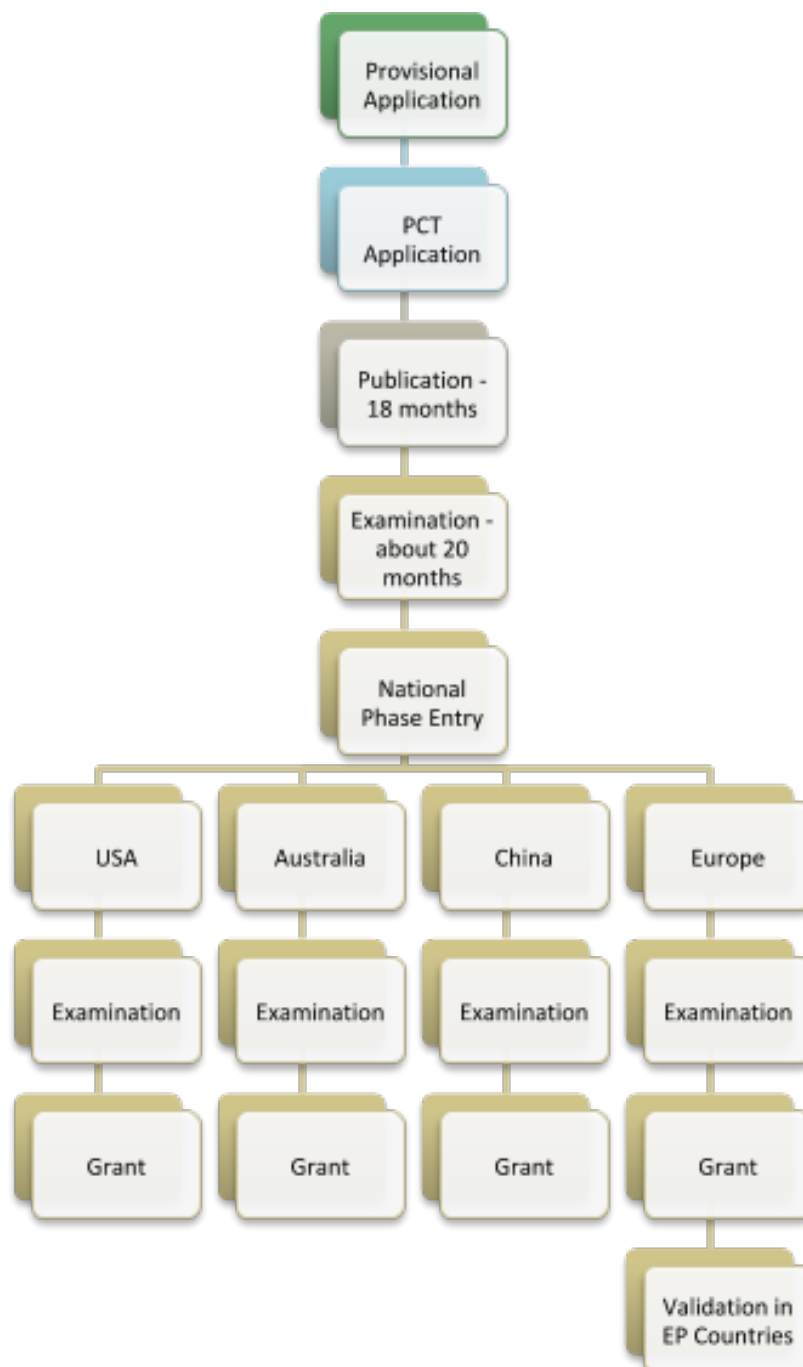 Provisional
Application
PCT
Application
Publication -
18 months
Examination -
about 20
months
National
Phase Entry
USA
Australia
China
Europe
Examination
Examination
Examination
Examination
Grant
Grant
Grant
Grant
Validation in
EP Countries